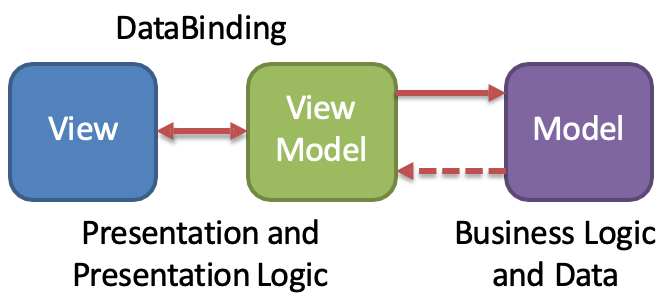 DataBinding
View
View
Model
Model
Presentation and
Presentation Logic
Business Logic
and Data